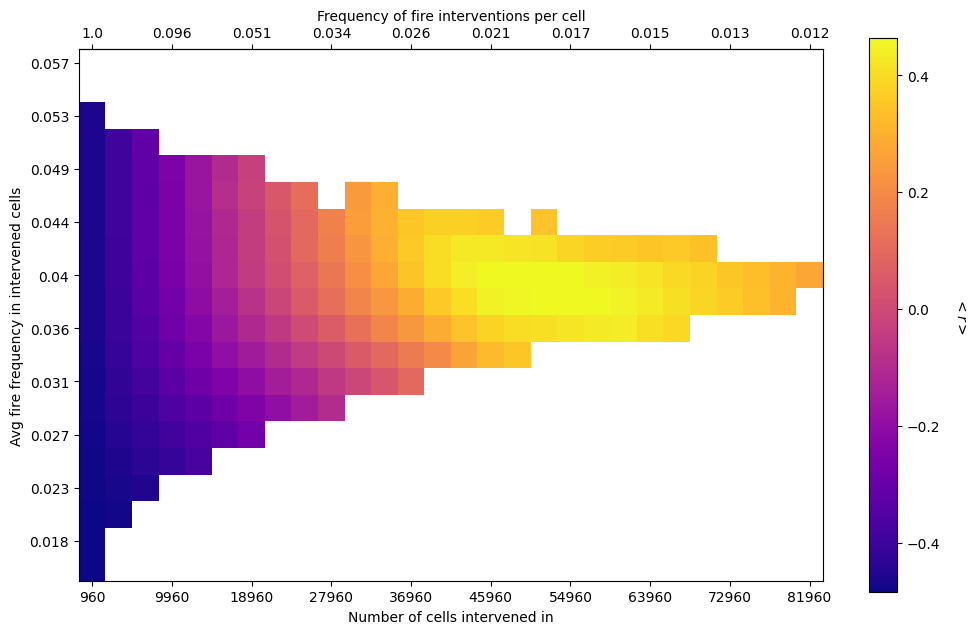 Frequency of fire interventions per cell
1.0 0.096 0.051 0.034 0.026 0.021 0.017 0.015 0.013 0.012
0.057
0.053
0.049
0.044
0.04
0.036
0.031
0.027
0.023
0.018
Avg fire frequency in intervened cells
960 9960 18960 27960 36960 45960 54960 63960 72960 81960
Number of cells intervened in
0.4
0.2
0.0
−0.2
−0.4
<r>